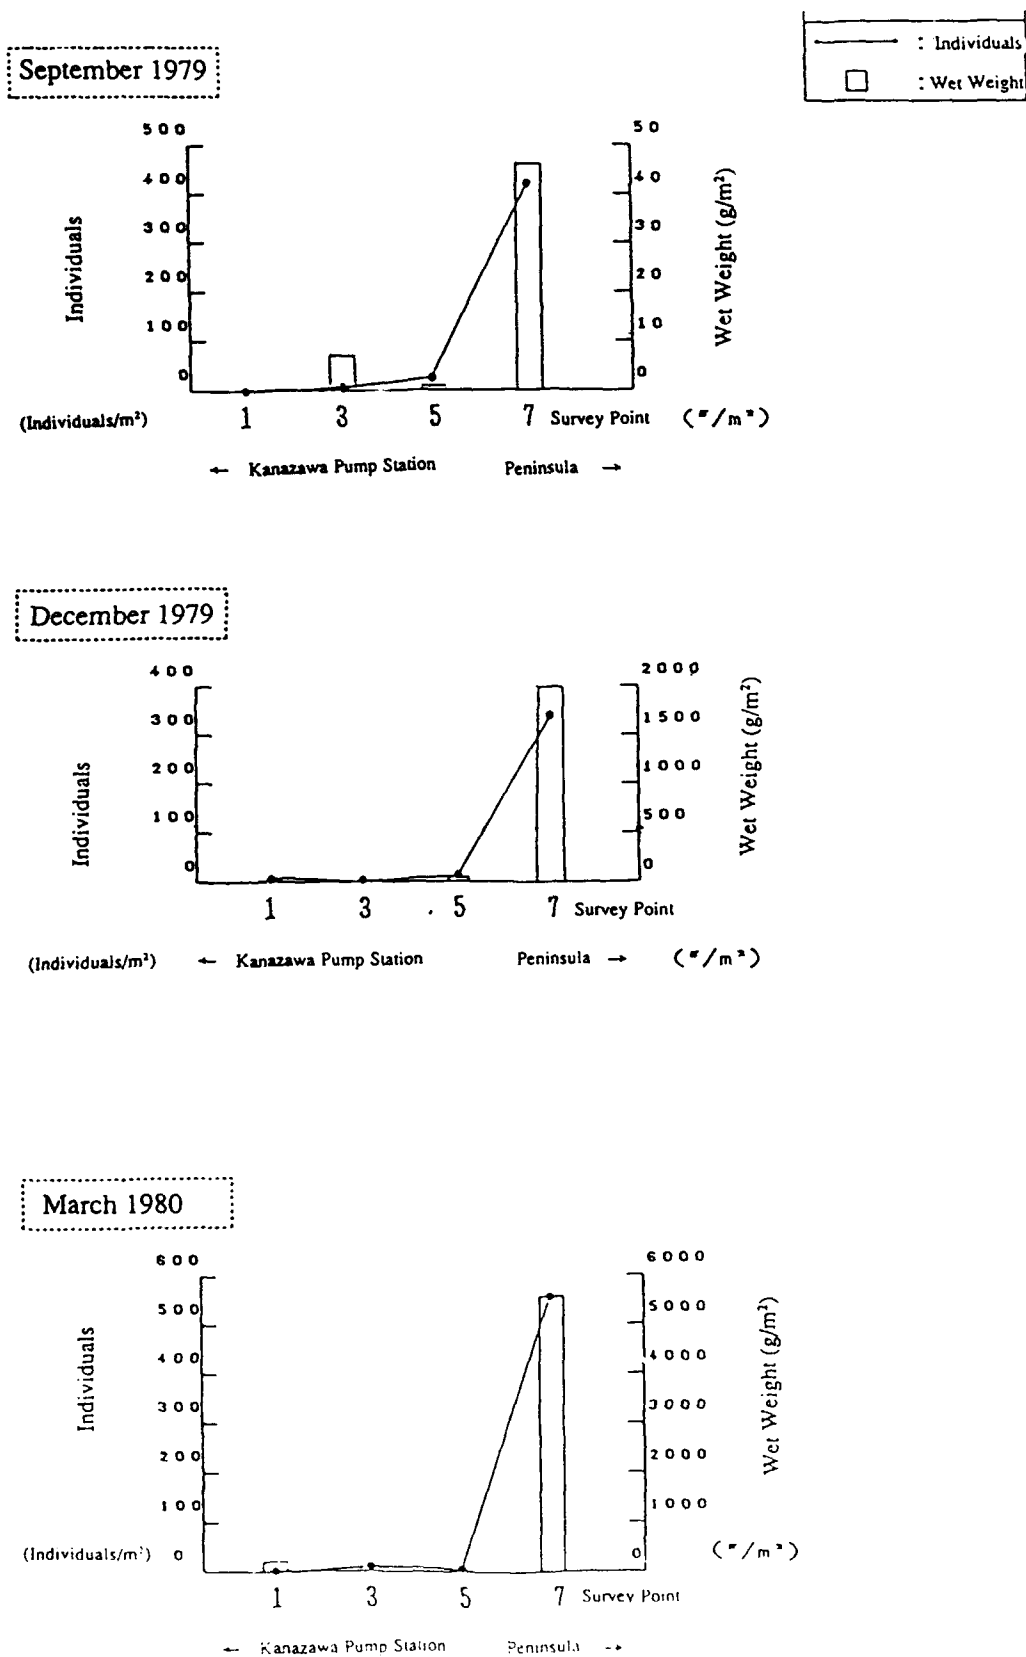 : Individuals
: Wet Weight
September 1979
500 50
400 40
300 30
200 20
100 10
0 0
Individuals
Wet Weight (g/m²)
(Individuals/m²) 1 3 5 7 Survey Point ( /m²)
← Kanazawa Pump Station Peninsula →
December 1979
400 2000
300 1500
200 1000
100 500
0 0
Individuals
Wet Weight (g/m²)
1 3 5 7 Survey Point
(Individuals/m²) ← Kanazawa Pump Station Peninsula → ( /m²)
March 1980
600 6000
500 5000
400 4000
300 3000
200 2000
100 1000
Individuals
Wet Weight (g/m²)
(Individuals/m²) 0 0 ( /m²)
1 3 5 7 Survey Point
← Kanazawa Pump Station Peninsula →